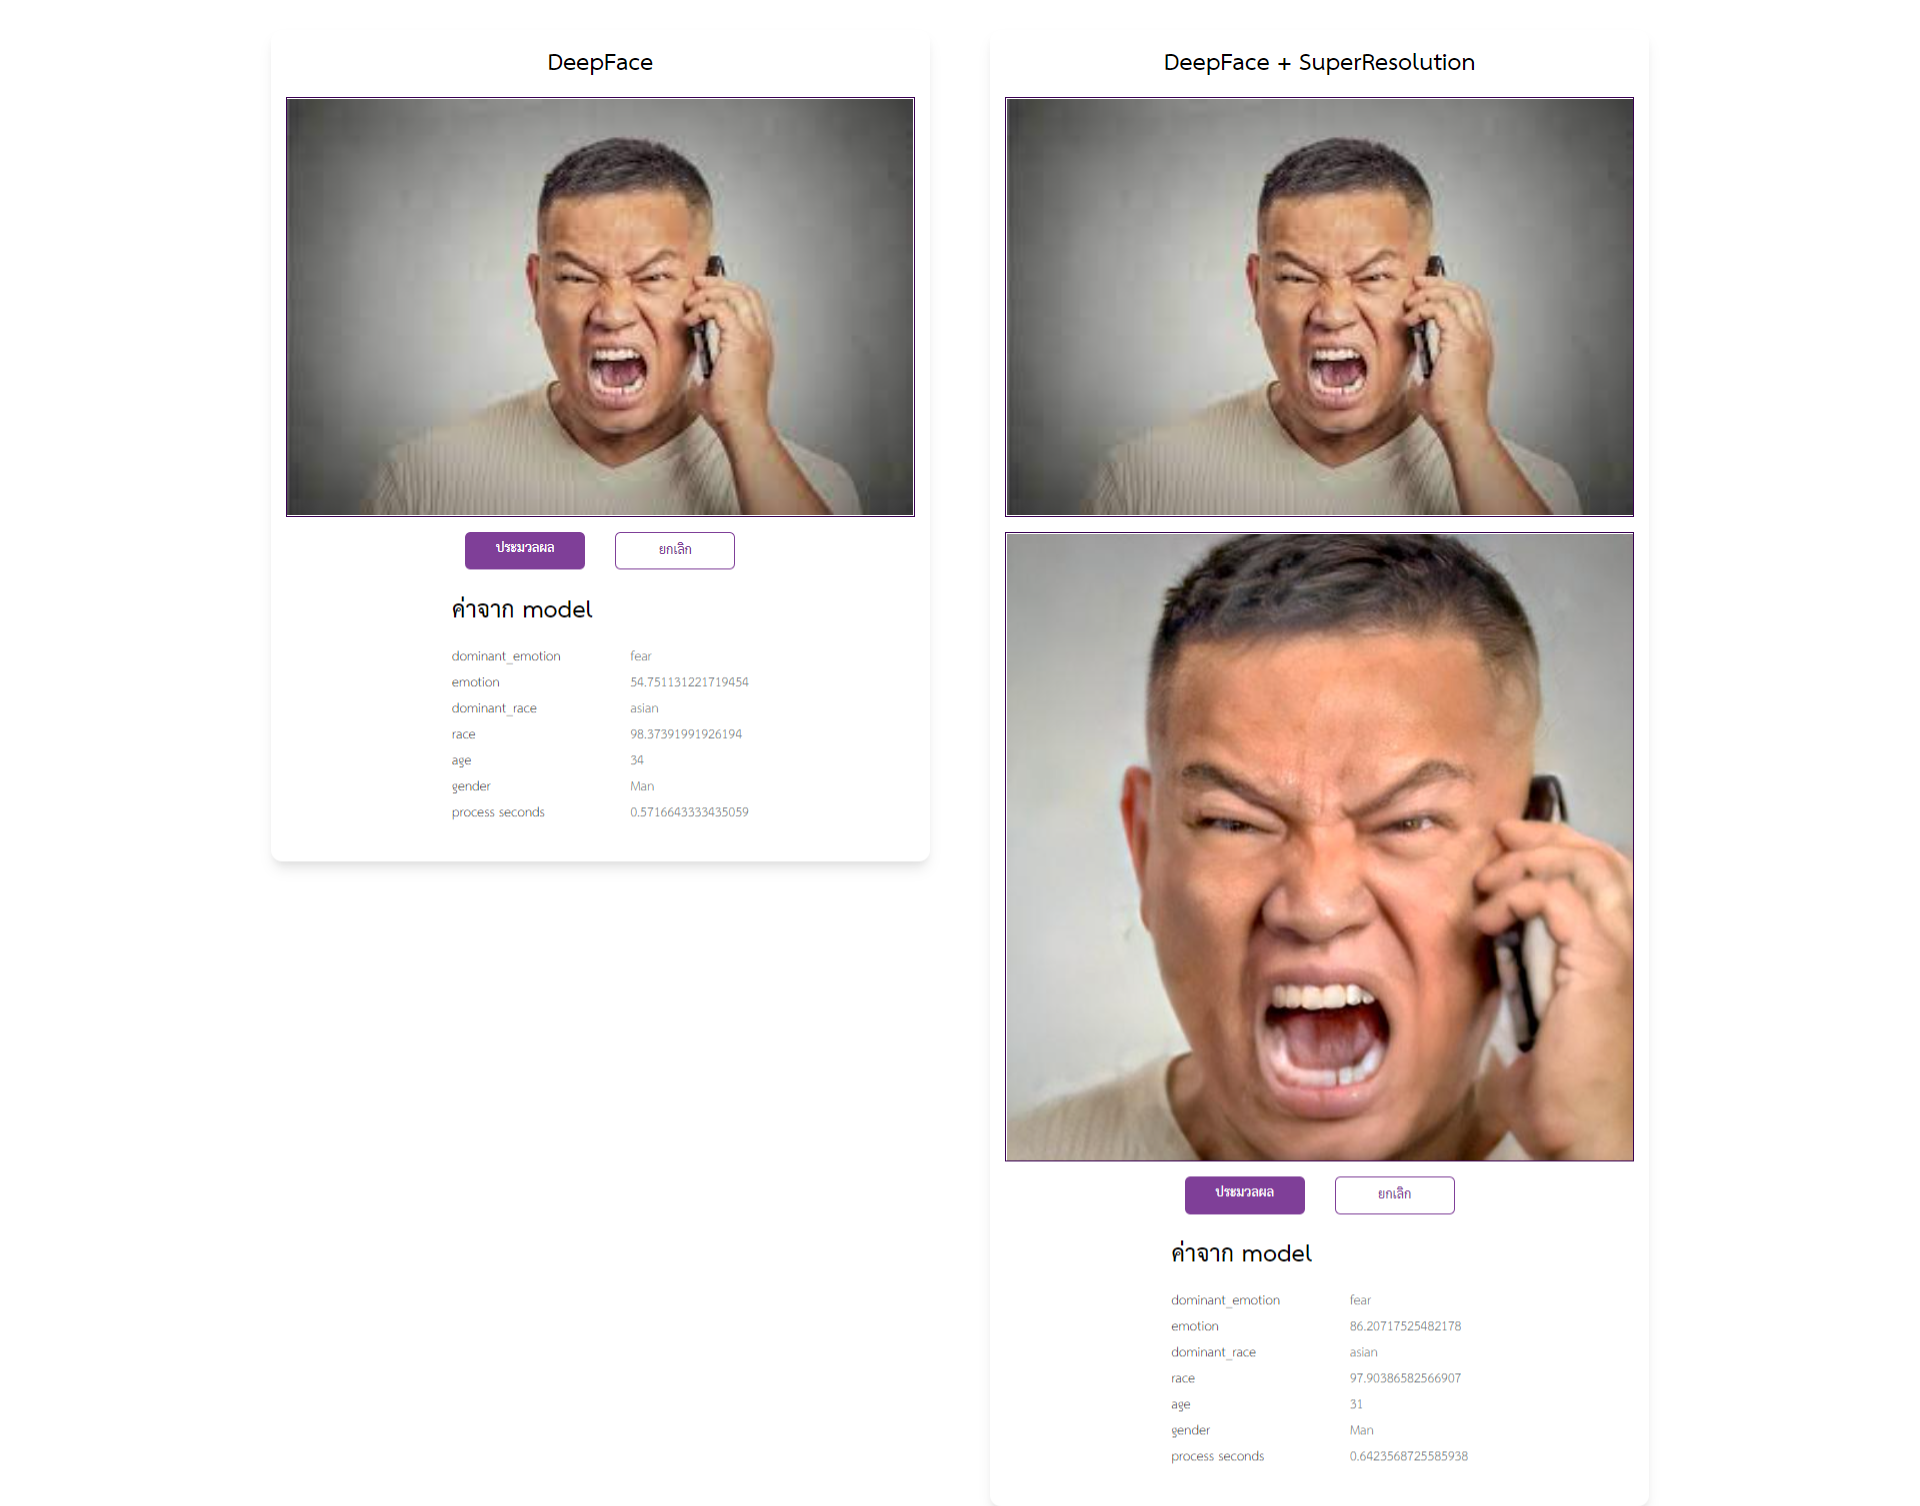 DeepFace
ประมวลผล
ยกเลิก
ค่าจาก model
dominant_emotion fear
emotion 54.751131221719454
dominant_race asian
race 98.37391991926194
age 34
gender Man
process seconds 0.5716643333435059
DeepFace + SuperResolution
ประมวลผล
ยกเลิก
ค่าจาก model
dominant_emotion fear
emotion 86.20717525482178
dominant_race asian
race 97.90386582566907
age 31
gender Man
process seconds 0.6423568725585938